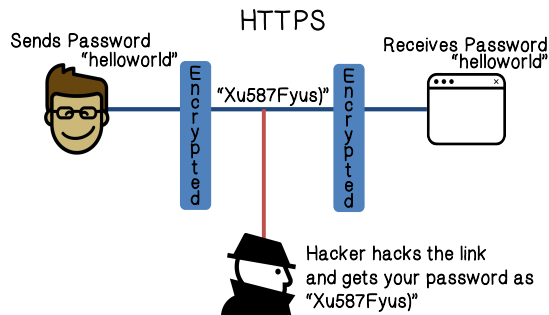 HTTPS
Sends Password
“helloworld”
Receives Password
“helloworld”
Encrypted
“Xu587Fyus)”
Encrypted
x
Hacker hacks the link
and gets your password as
“Xu587Fyus)”